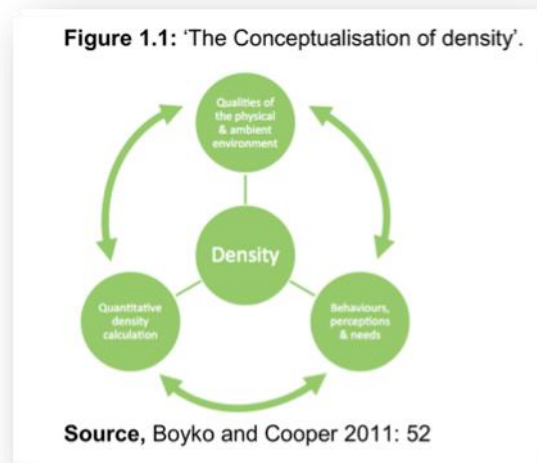 Figure 1.1: ‘The Conceptualisation of density’.
Qualities of
the physical
& ambient
environment
Density
Quantitative
density
calculation
Behaviours,
perceptions
& needs
Source, Boyko and Cooper 2011: 52